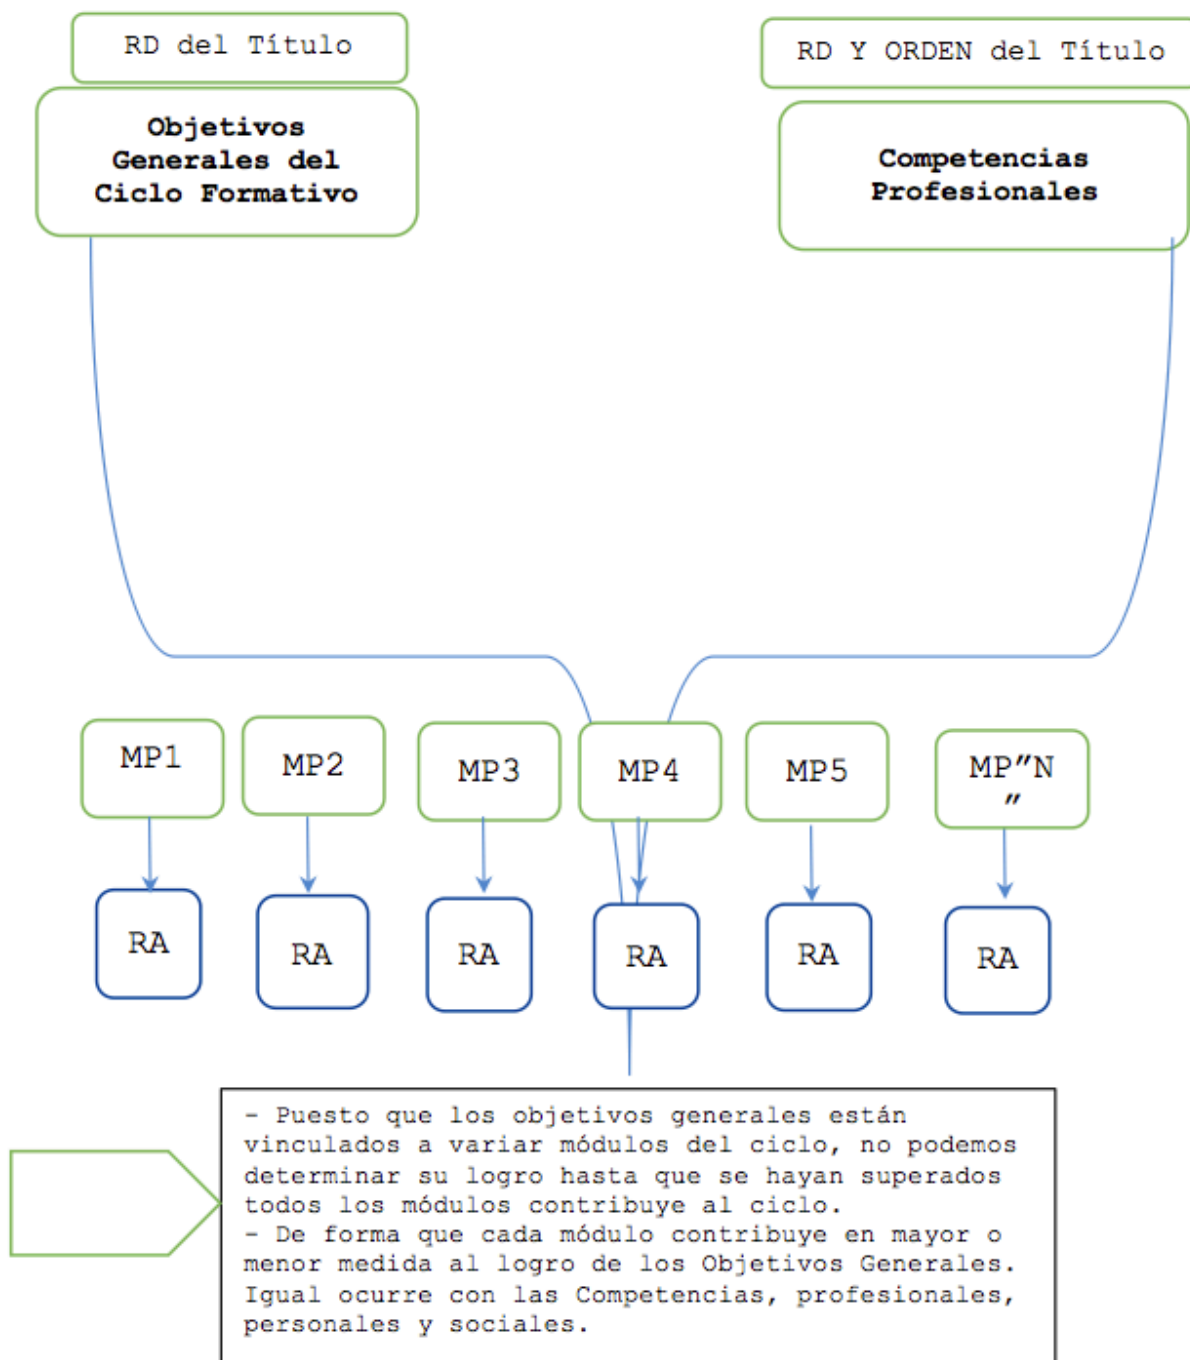 RD del Título
RD Y ORDEN del Título
Objetivos
Generales del
Ciclo Formativo
Competencias
Profesionales
MP1
MP2
MP3
MP4
MP5
MP"N
"
RA
RA
RA
RA
RA
RA
- Puesto que los objetivos generales están
vinculados a variar módulos del ciclo, no podemos
determinar su logro hasta que se hayan superados
todos los módulos contribuye al ciclo.
- De forma que cada módulo contribuye en mayor o
menor medida al logro de los Objetivos Generales.
Igual ocurre con las Competencias, profesionales,
personales y sociales.